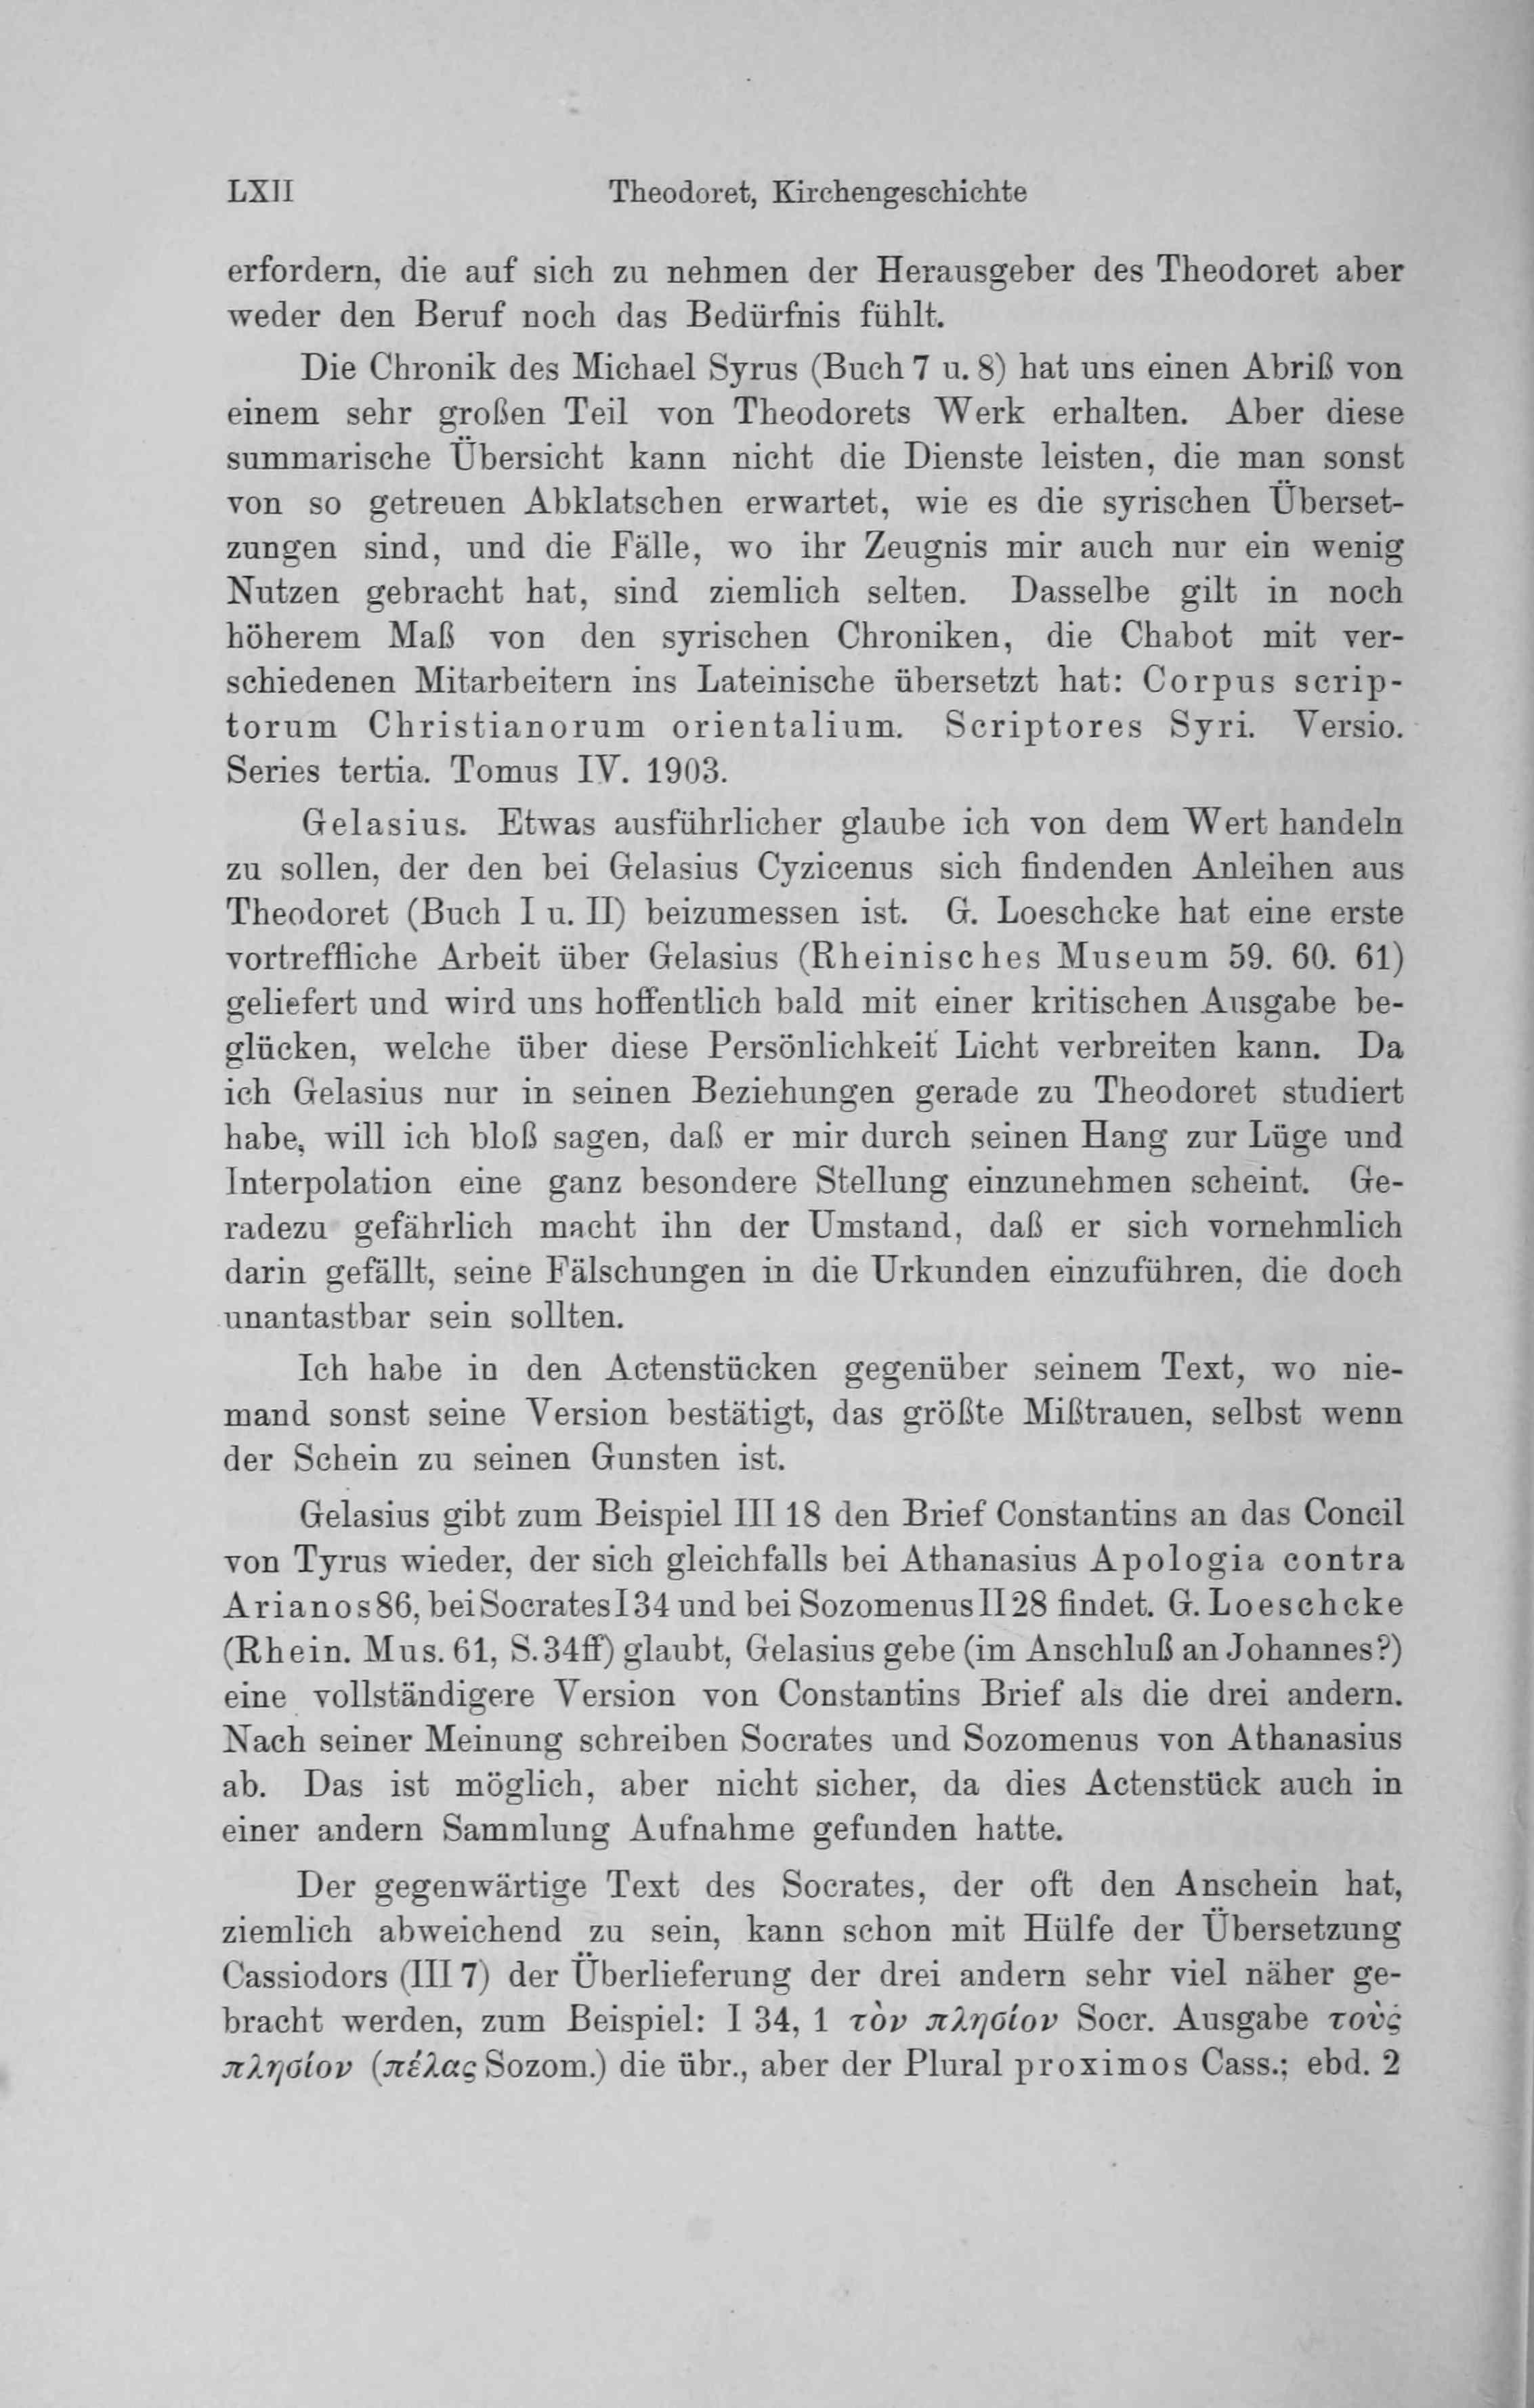 LXII Theodoret, Kirchengeschichte
erfordern, die auf sich zu nehmen der Herausgeber des Theodoret aber
weder den Beruf noch das Bedürfnis fühlt.
Die Chronik des Michael Syrus (Buch 7 u. 8) hat uns einen Abriß von
einem sehr großen Teil von Theodorets Werk erhalten. Aber diese
summarische Übersicht kann nicht die Dienste leisten, die man sonst
von so getreuen Abklatschen erwartet, wie es die syrischen Überset-
zungen sind, und die Fälle, wo ihr Zeugnis mir auch nur ein wenig
Nutzen gebracht hat, sind ziemlich selten. Dasselbe gilt in noch
höherem Maß von den syrischen Chroniken, die Chabot mit ver-
schiedenen Mitarbeitern ins Lateinische übersetzt hat: Corpus scrip-
torum Christianorum orientalium. Scriptores Syri. Versio.
Series tertia. Tomus IV. 1903.
Gelasius. Etwas ausführlicher glaube ich von dem Wert handeln
zu sollen, der den bei Gelasius Cyzicenus sich findenden Anleihen aus
Theodoret (Buch I u. II) beizumessen ist. G. Loeschcke hat eine erste
vortreffliche Arbeit über Gelasius (Rheinisches Museum 59. 60. 61)
geliefert und wird uns hoffentlich bald mit einer kritischen Ausgabe be-
glücken, welche über diese Persönlichkeit Licht verbreiten kann. Da
ich Gelasius nur in seinen Beziehungen gerade zu Theodoret studiert
habe, will ich bloß sagen, daß er mir durch seinen Hang zur Lüge und
Interpolation eine ganz besondere Stellung einzunehmen scheint. Ge-
radezu gefährlich macht ihn der Umstand, daß er sich vornehmlich
darin gefällt, seine Fälschungen in die Urkunden einzuführen, die doch
unantastbar sein sollten.
Ich habe in den Actenstücken gegenüber seinem Text, wo nie-
mand sonst seine Version bestätigt, das größte Mißtrauen, selbst wenn
der Schein zu seinen Gunsten ist.
Gelasius gibt zum Beispiel III 18 den Brief Constantins an das Concil
von Tyrus wieder, der sich gleichfalls bei Athanasius Apologia contra
Arianos 86, bei Socrates I 34 und bei Sozomenus II 28 findet. G. Loeschcke
(Rhein. Mus. 61, S. 34ff) glaubt, Gelasius gebe (im Anschluß an Johannes?)
eine vollständigere Version von Constantins Brief als die drei andern.
Nach seiner Meinung schreiben Socrates und Sozomenus von Athanasius
ab. Das ist möglich, aber nicht sicher, da dies Actenstück auch in
einer andern Sammlung Aufnahme gefunden hatte.
Der gegenwärtige Text des Socrates, der oft den Anschein hat,
ziemlich abweichend zu sein, kann schon mit Hülfe der Übersetzung
Cassiodors (III 7) der Überlieferung der drei andern sehr viel näher ge-
bracht werden, zum Beispiel: I 34, 1 τὸν πλησίον Socr. Ausgabe τοὺς
πλησίον (πέλας Sozom.) die übr., aber der Plural proximos Cass.; ebd. 2